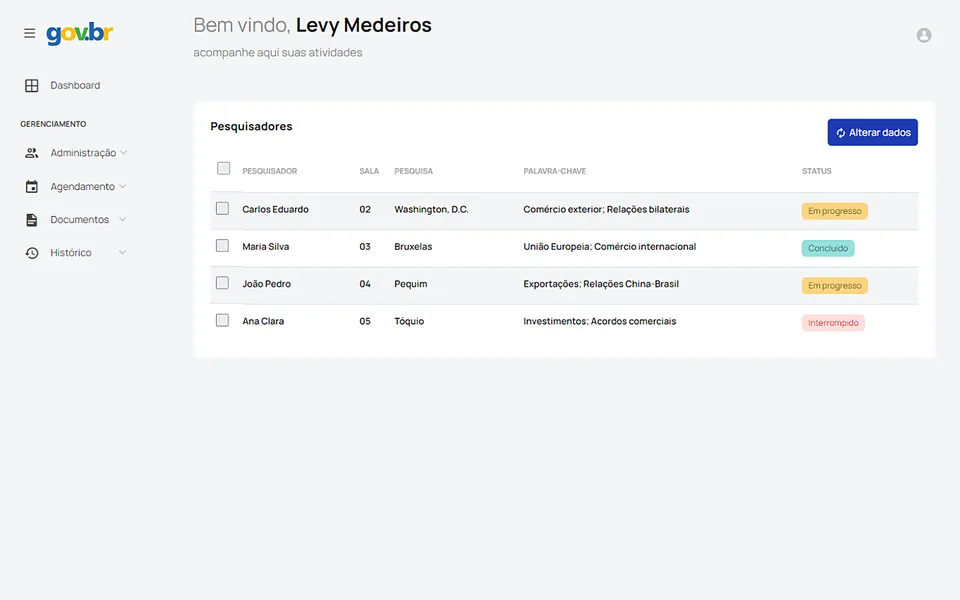 gov.br
Bem vindo, Levy Medeiros
acompanhe aqui suas atividades
Dashboard
GERENCIAMENTO
Administração
Agendamento
Documentos
Histórico
Pesquisadores
Alterar dados
PESQUISADOR SALA PESQUISA PALAVRA-CHAVE STATUS
Carlos Eduardo 02 Washington, D.C. Comércio exterior; Relações bilaterais Em progresso
Maria Silva 03 Bruxelas União Europeia; Comércio internacional Concluído
João Pedro 04 Pequim Exportações; Relações China-Brasil Em progresso
Ana Clara 05 Tóquio Investimentos; Acordos comerciais Interrompido